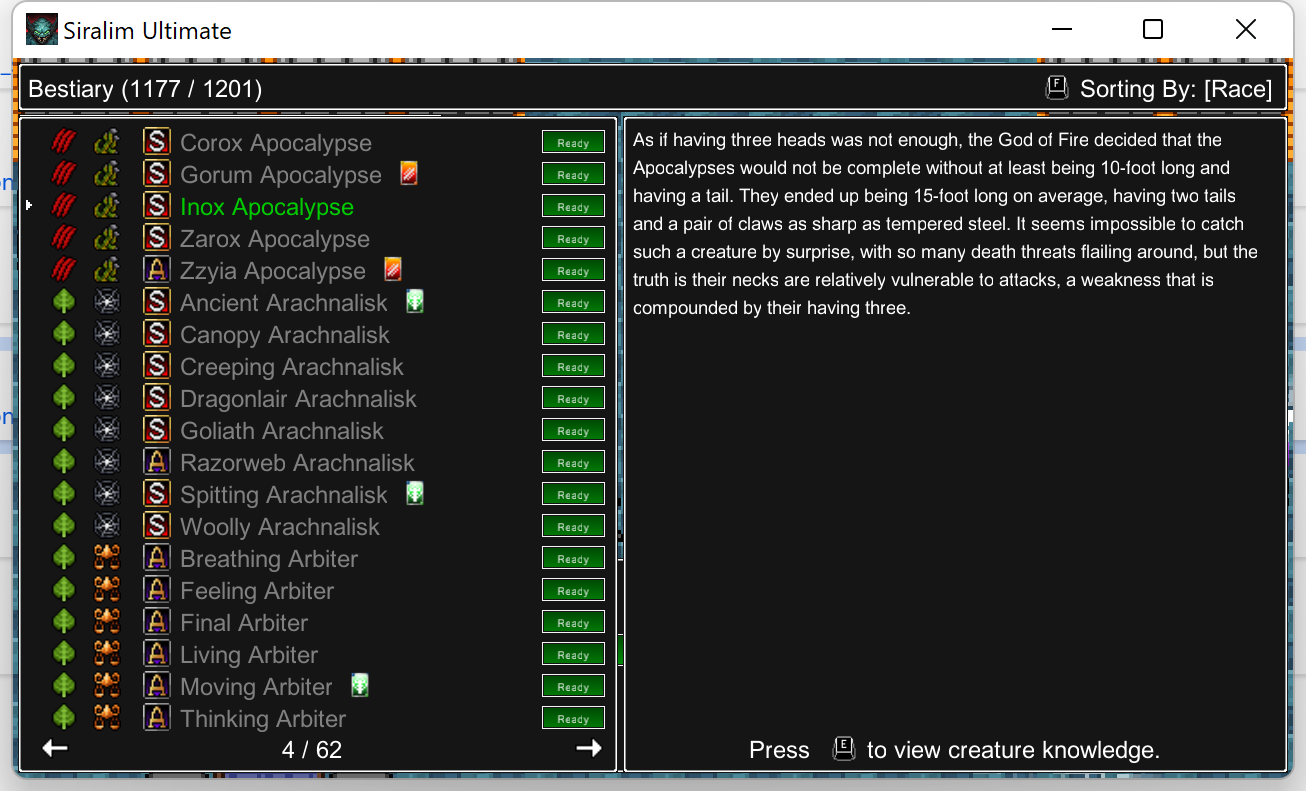 Siralim Ultimate
Bestiary (1177 / 1201)
F Sorting By: [Race]
S Corox Apocalypse Ready
S Gorum Apocalypse Ready
S Inox Apocalypse Ready
S Zarox Apocalypse Ready
A Zzyia Apocalypse Ready
S Ancient Arachnalisk Ready
S Canopy Arachnalisk Ready
S Creeping Arachnalisk Ready
S Dragonlair Arachnalisk Ready
S Goliath Arachnalisk Ready
A Razorweb Arachnalisk Ready
S Spitting Arachnalisk Ready
S Woolly Arachnalisk Ready
A Breathing Arbiter Ready
A Feeling Arbiter Ready
A Final Arbiter Ready
A Living Arbiter Ready
A Moving Arbiter Ready
A Thinking Arbiter Ready
4 / 62
As if having three heads was not enough, the God of Fire decided that the
Apocalypses would not be complete without at least being 10-foot long and
having a tail. They ended up being 15-foot long on average, having two tails
and a pair of claws as sharp as tempered steel. It seems impossible to catch
such a creature by surprise, with so many death threats flailing around, but the
truth is their necks are relatively vulnerable to attacks, a weakness that is
compounded by their having three.
Press E to view creature knowledge.